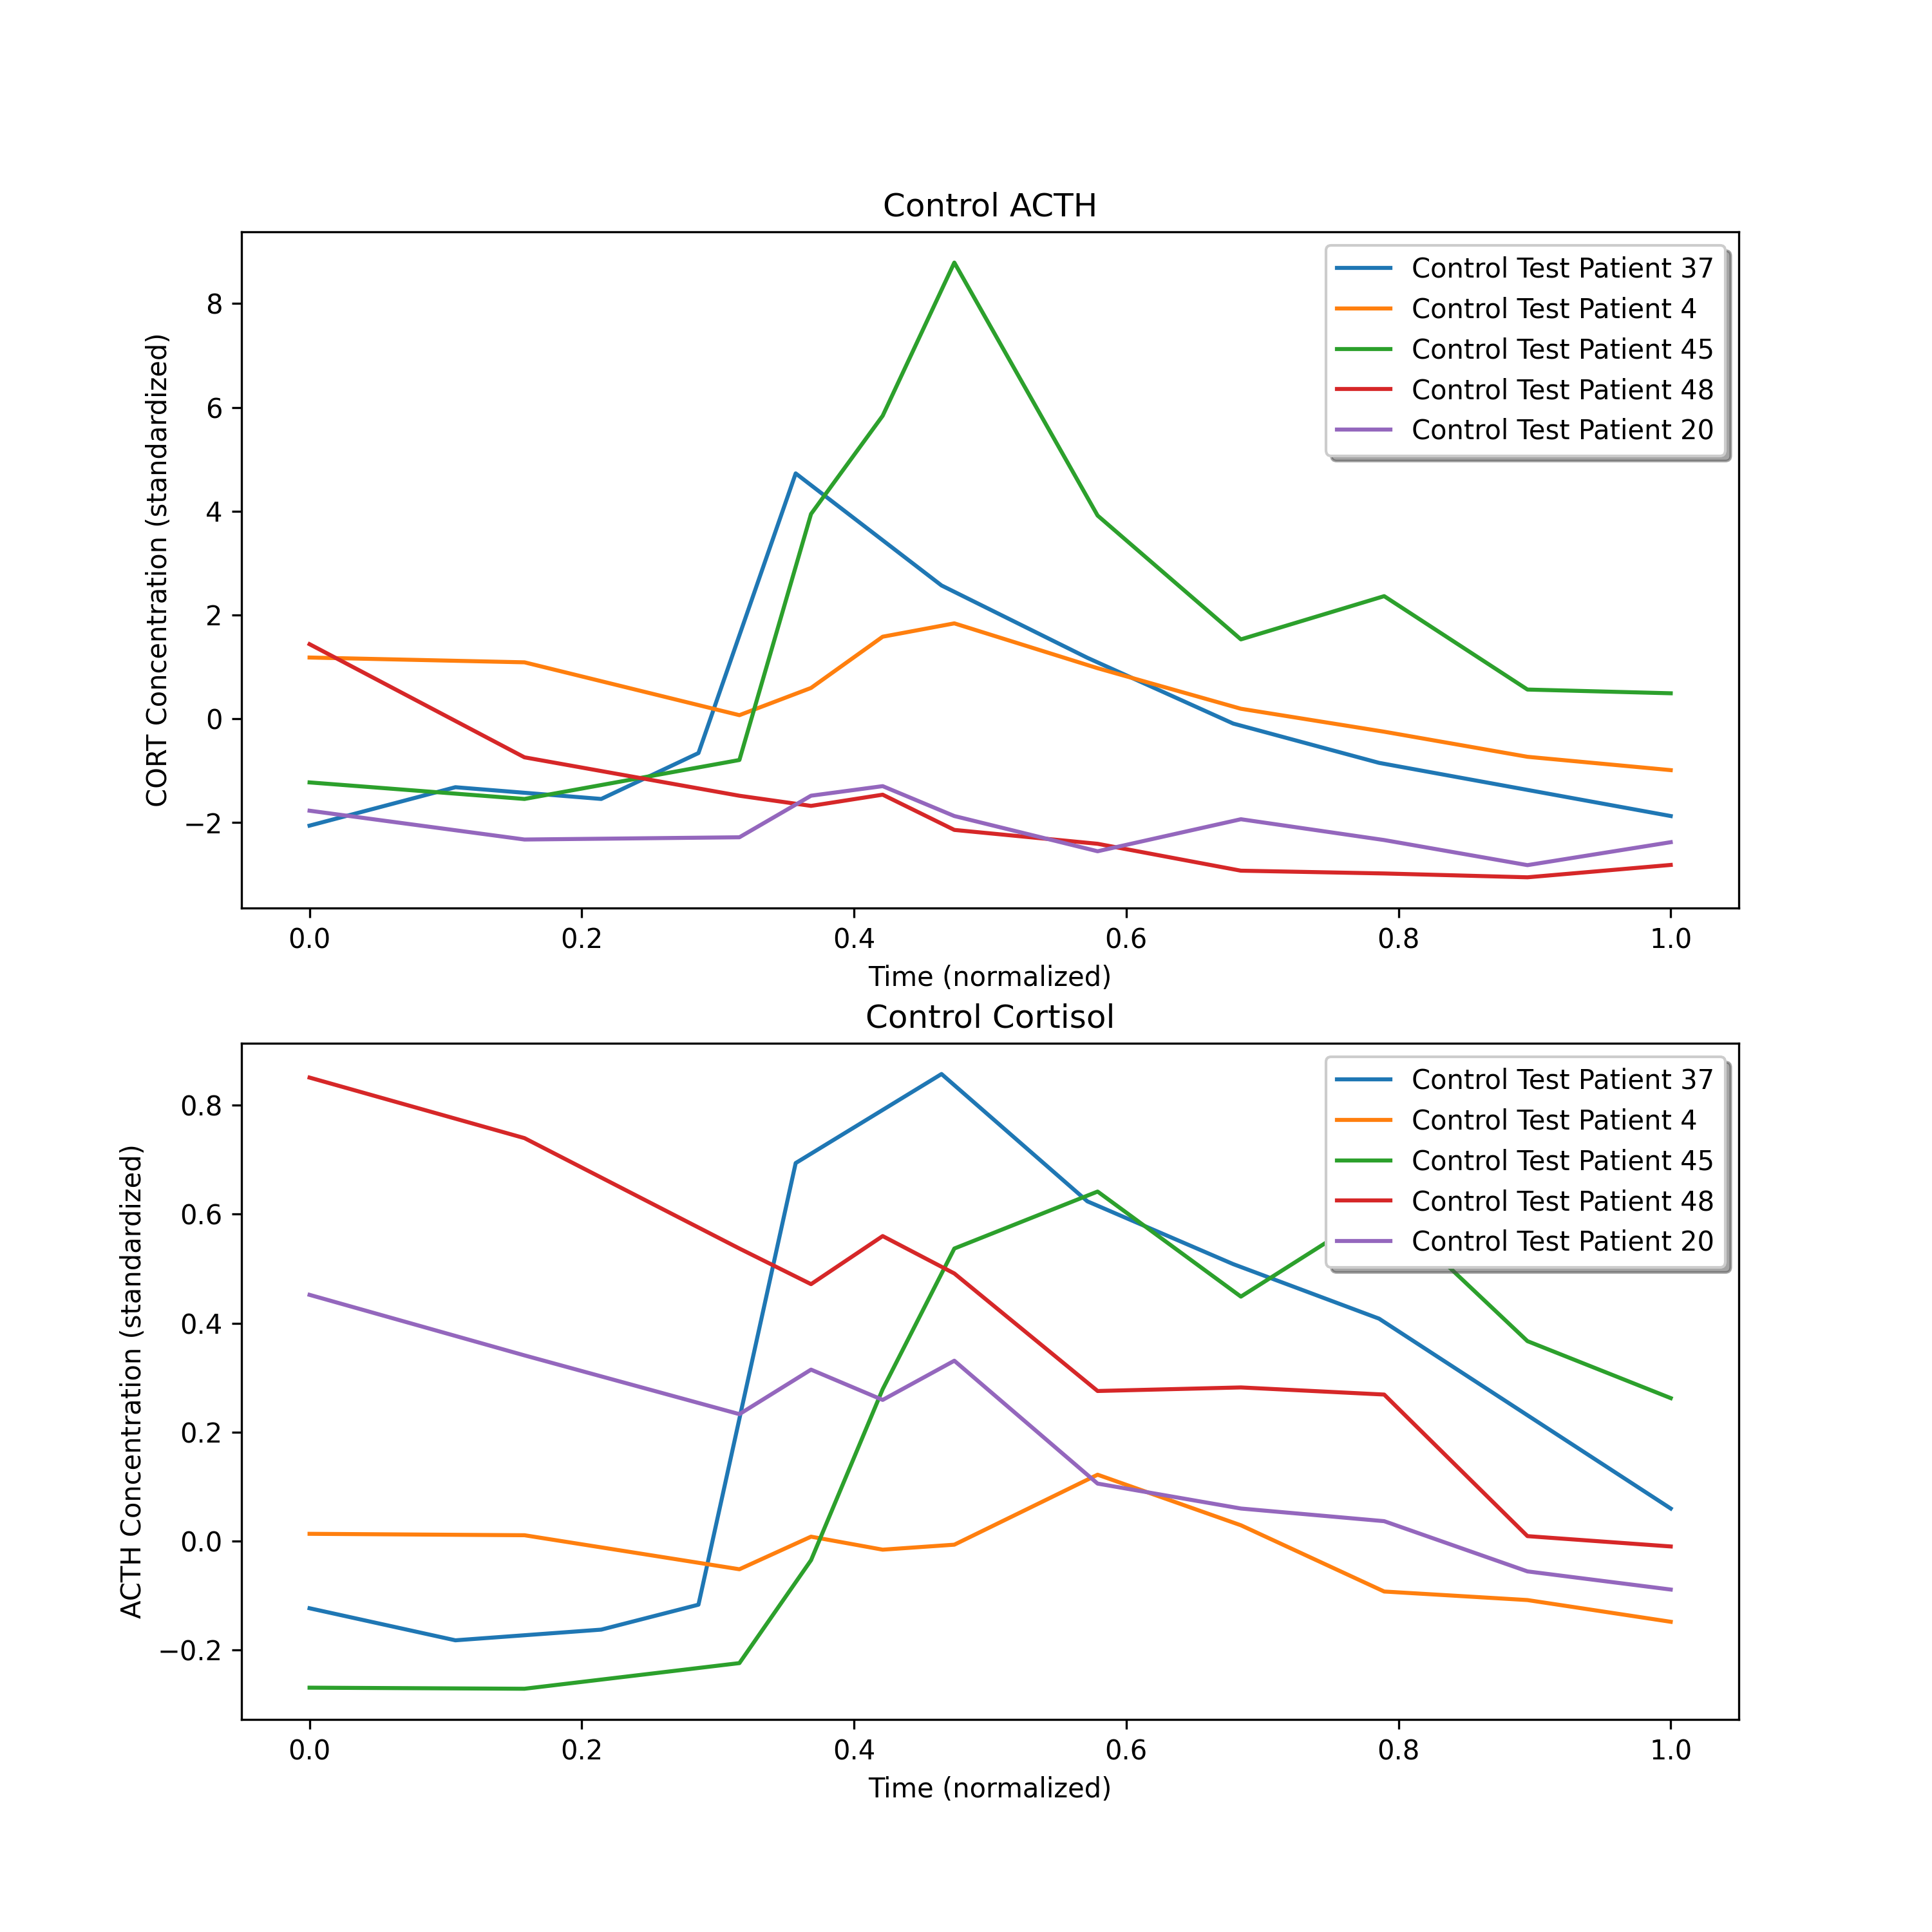 Control ACTH
CORT Concentration (standardized)
8
6
4
2
0
−2
Control Test Patient 37
Control Test Patient 4
Control Test Patient 45
Control Test Patient 48
Control Test Patient 20
0.0 0.2 0.4 0.6 0.8 1.0
Time (normalized)
Control Cortisol
ACTH Concentration (standardized)
0.8
0.6
0.4
0.2
0.0
−0.2
Control Test Patient 37
Control Test Patient 4
Control Test Patient 45
Control Test Patient 48
Control Test Patient 20
0.0 0.2 0.4 0.6 0.8 1.0
Time (normalized)